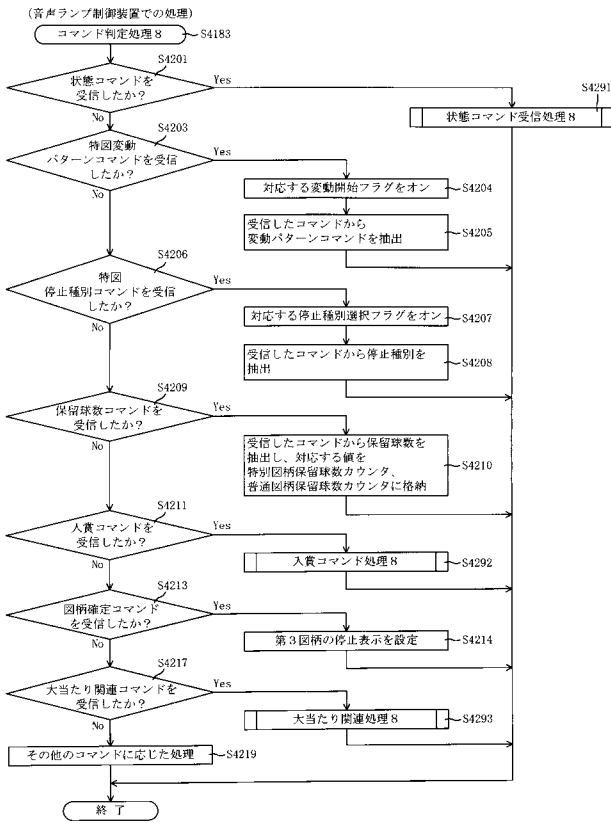 (音声ランプ制御装置での処理)
コマンド判定処理8
S4183
S4201
状態コマンドを
受信したか?
Yes
No
S4291
状態コマンド受信処理8
S4203
特図変動
パターンコマンドを受信
したか?
Yes
No
対応する変動開始フラグをオン
S4204
受信したコマンドから
変動パターンコマンドを抽出
S4205
S4206
特図
停止種別コマンドを受信
したか?
Yes
No
対応する停止種別選択フラグをオン
S4207
受信したコマンドから停止種別を
抽出
S4208
S4209
保留球数コマンドを
受信したか?
Yes
No
受信したコマンドから保留球数を
抽出し、対応する値を
特別図柄保留球数カウンタ、
普通図柄保留球数カウンタに格納
S4210
S4211
入賞コマンドを
受信したか?
Yes
No
入賞コマンド処理8
S4292
S4213
図柄確定コマンド
を受信したか?
Yes
No
第3図柄の停止表示を設定
S4214
S4217
大当たり関連コマンドを
受信したか?
Yes
No
大当たり関連処理8
S4293
その他のコマンドに応じた処理
S4219
終了